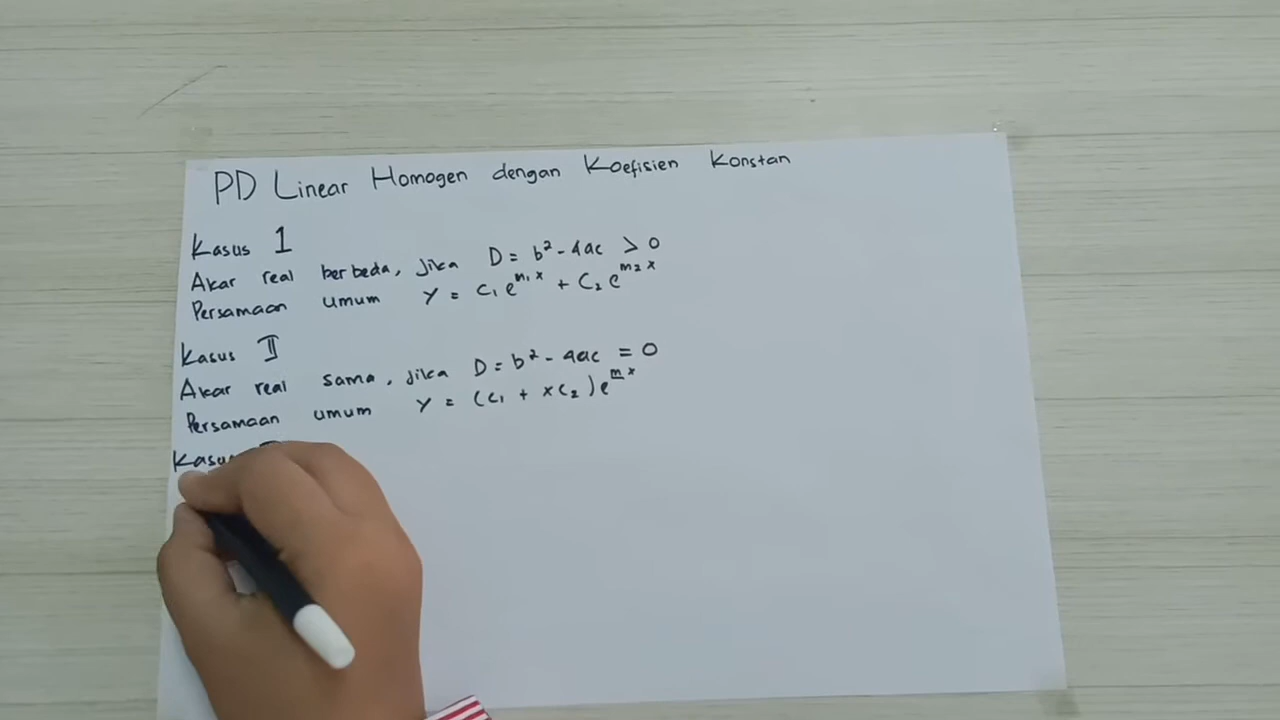 PD Linear Homogen dengan Koefisien Konstan
Kasus I
Akar real berbeda, Jika D = b² - 4ac > 0
Persamaan umum y = c₁e^m₁x + C₂e^m₂x
Kasus II
Akar real sama, Jika D = b² - 4ac = 0
Persamaan umum y = (c₁ + xc₂)e^mx
Kasus